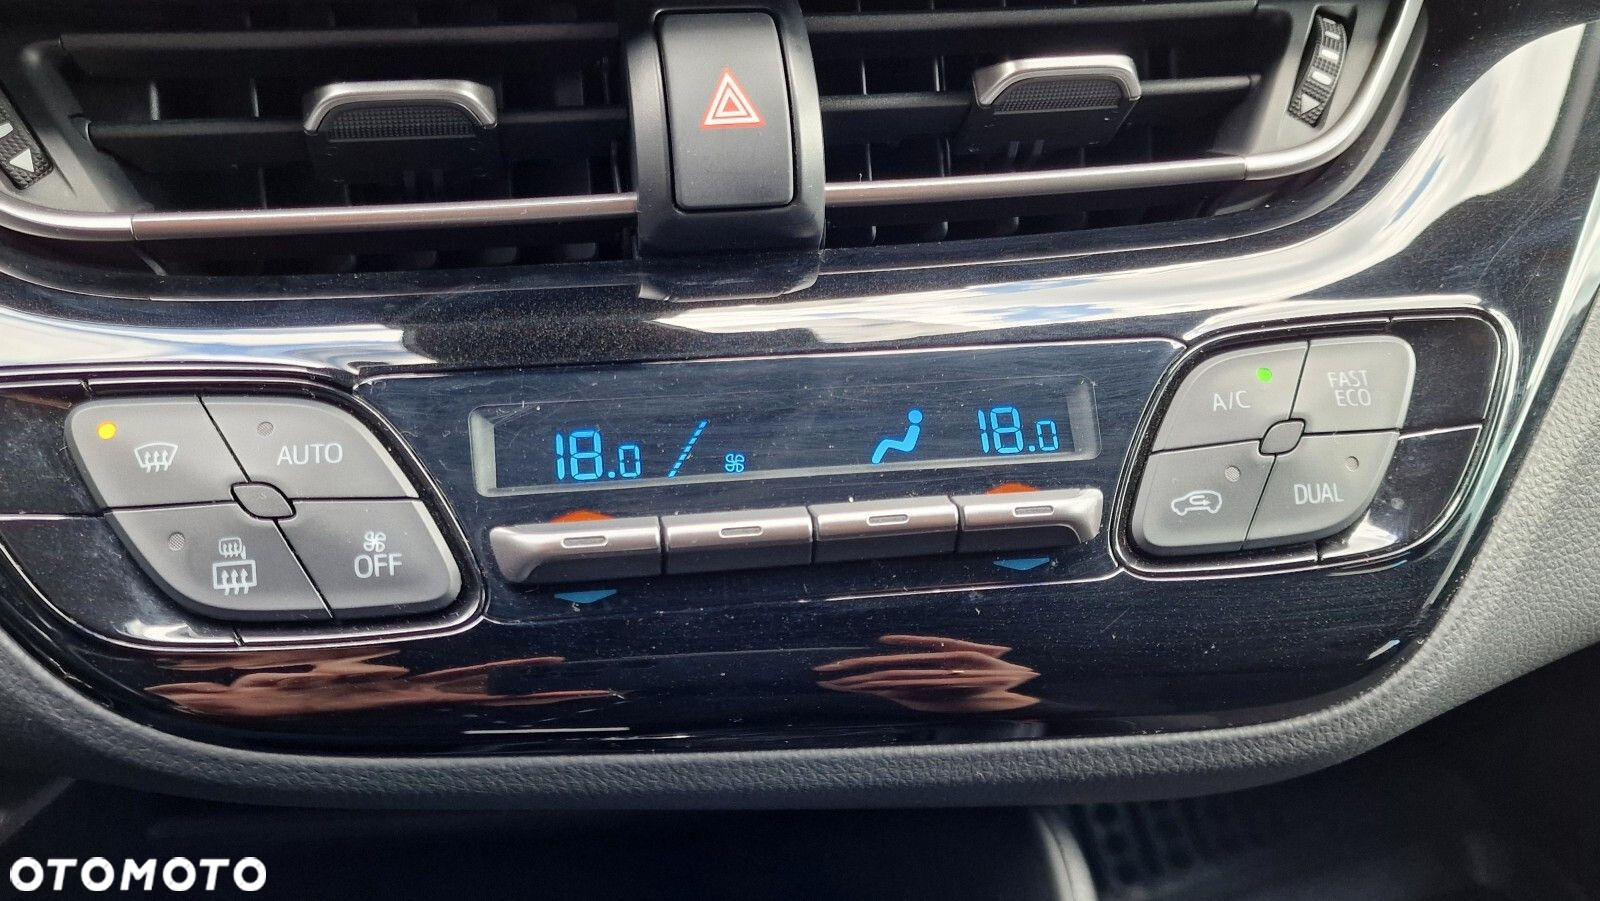 18.0
18.0
AUTO
OFF
A/C
FAST
ECO
DUAL
OTOMOTO